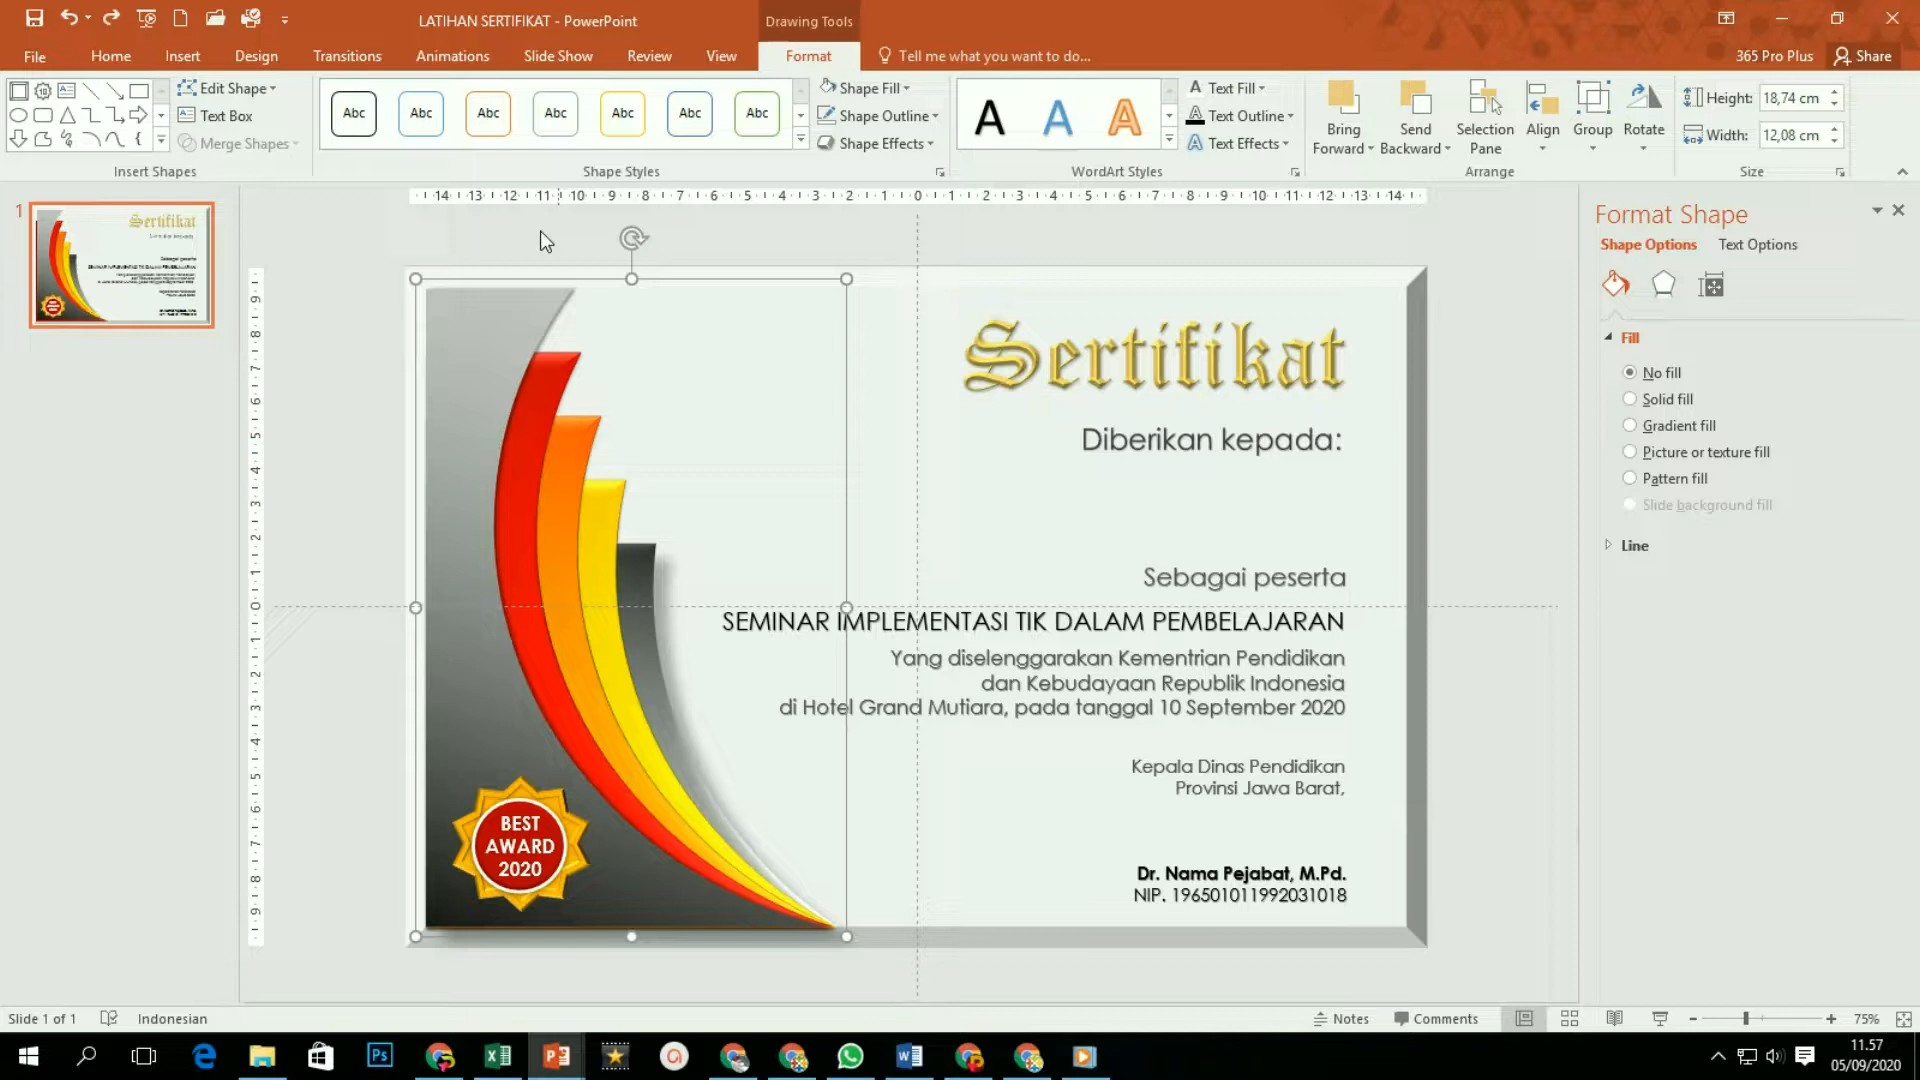 LATIHAN SERTIFIKAT - PowerPoint
Drawing Tools
File
Home
Insert
Design
Transitions
Animations
Slide Show
Review
View
Format
Tell me what you want to do...
365 Pro Plus
Share
Edit Shape
Text Box
Merge Shapes
Insert Shapes
Abc
Abc
Abc
Abc
Abc
Abc
Abc
Shape Fill
Shape Outline
Shape Effects
Shape Styles
A
A
A
Text Fill
Text Outline
Text Effects
WordArt Styles
Bring Forward
Send Backward
Selection Pane
Align
Group
Rotate
Arrange
Height:
18,74 cm
Width:
12,08 cm
Size
1
Sertifikat
Diberikan kepada:
Sebagai peserta
SEMINAR IMPLEMENTASI TIK DALAM PEMBELAJARAN
Yang diselenggarakan Kementrian Pendidikan
dan Kebudayaan Republik Indonesia
di Hotel Grand Mutiara, pada tanggal 10 September 2020
Kepala Dinas Pendidikan
Provinsi Jawa Barat,
Dr. Nama Pejabat, M.Pd.
NIP. 196501011992031018
BEST
AWARD
2020
Format Shape
Shape Options
Text Options
Fill
No fill
Solid fill
Gradient fill
Picture or texture fill
Pattern fill
Slide background fill
Line
Slide 1 of 1
Indonesian
Notes
Comments
75%
11.57
05/09/2020